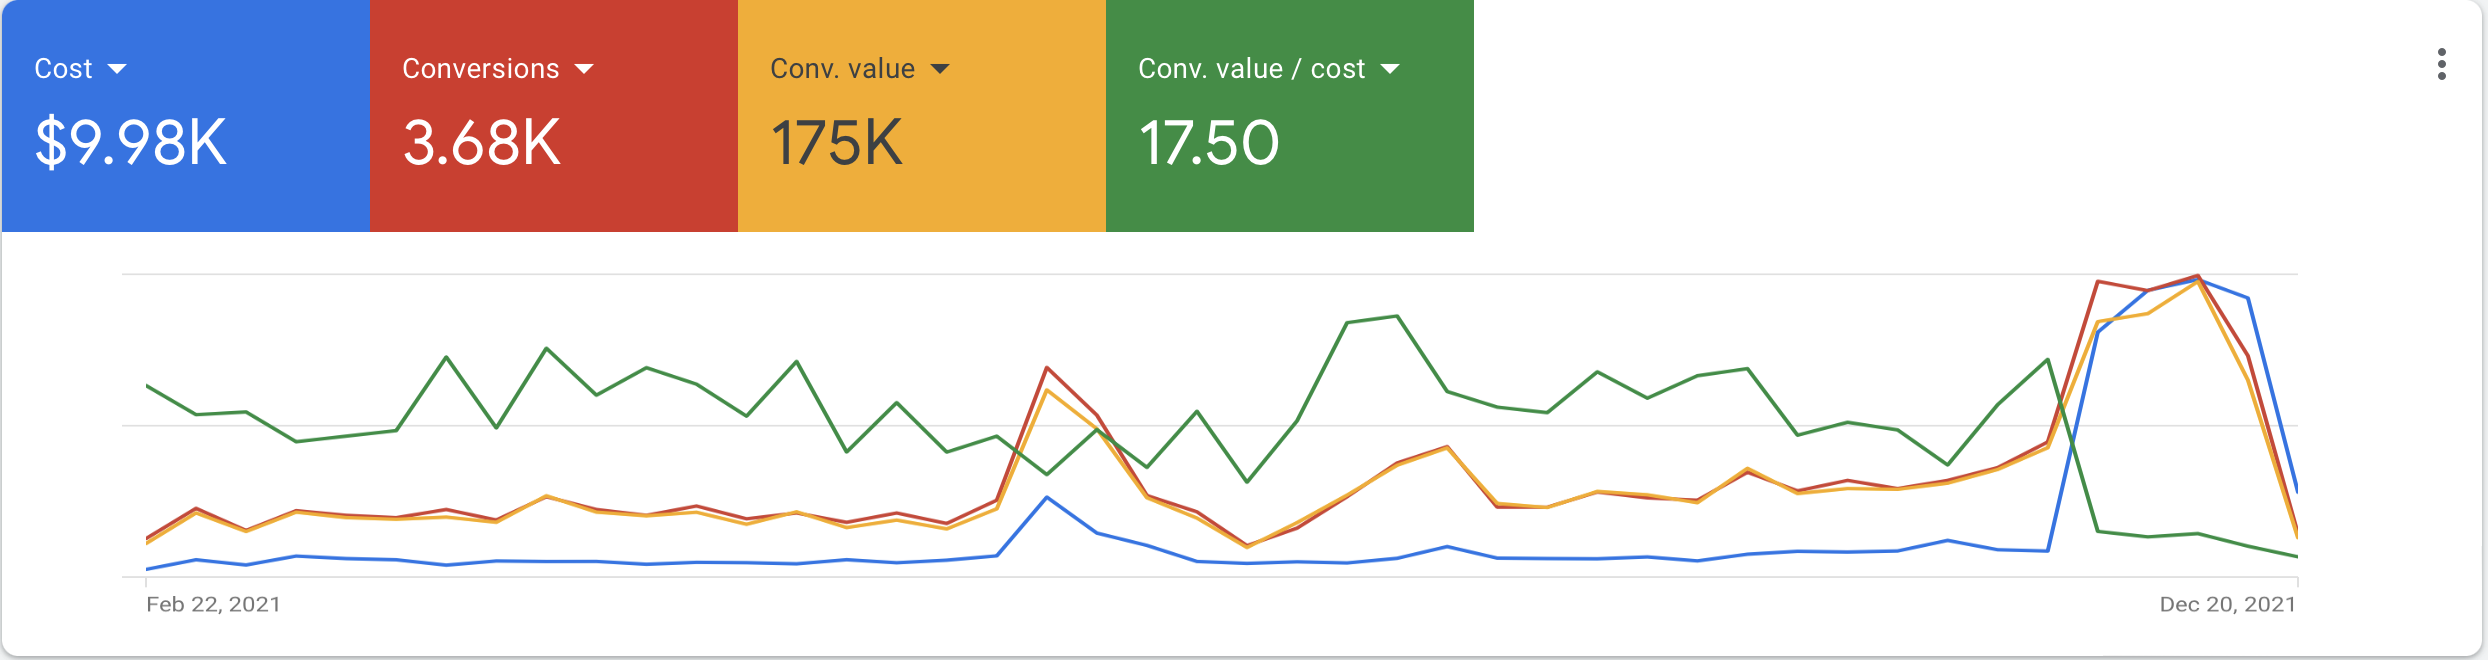 Cost
Conversions
Conv. value
Conv. value / cost
$9.98K
3.68K
175K
17.50
Feb 22, 2021
Dec 20, 2021